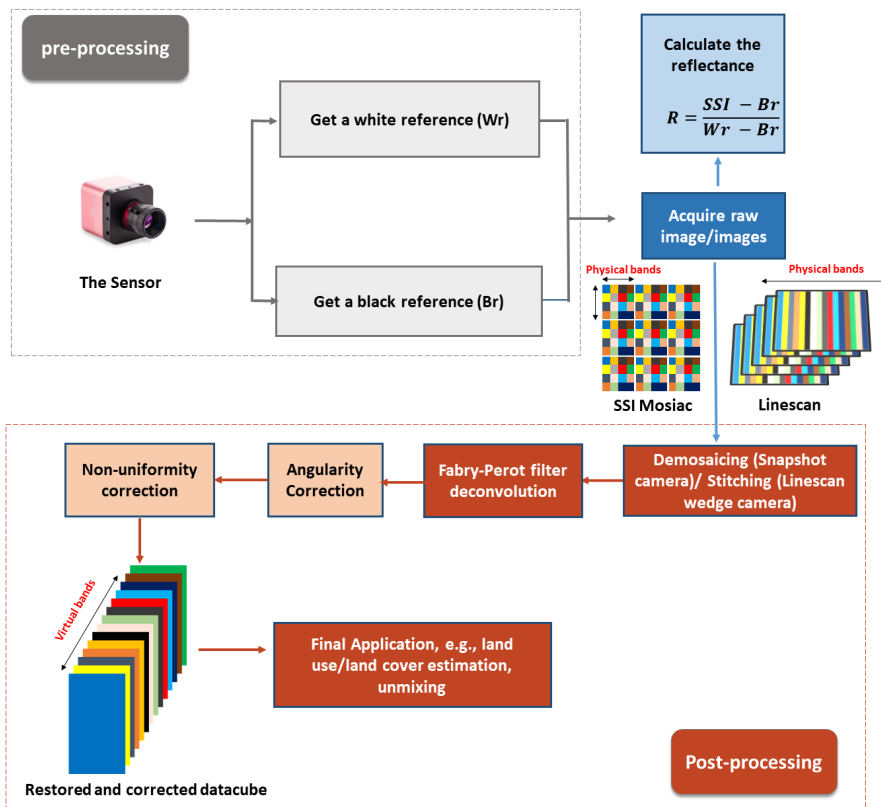 pre-processing
Get a white reference (Wr)
The Sensor
Get a black reference (Br)
Calculate the
reflectance
R = SSI - Br / Wr - Br
Acquire raw
image/images
Physical bands
SSI Mosiac
Physical bands
Linescan
Non-uniformity
correction
Angularity
Correction
Fabry-Perot filter
deconvolution
Demosaicing (Snapshot
camera)/ Stitching (Linescan
wedge camera)
Virtual bands
Final Application, e.g., land
use/land cover estimation,
unmixing
Restored and corrected datacube
Post-processing